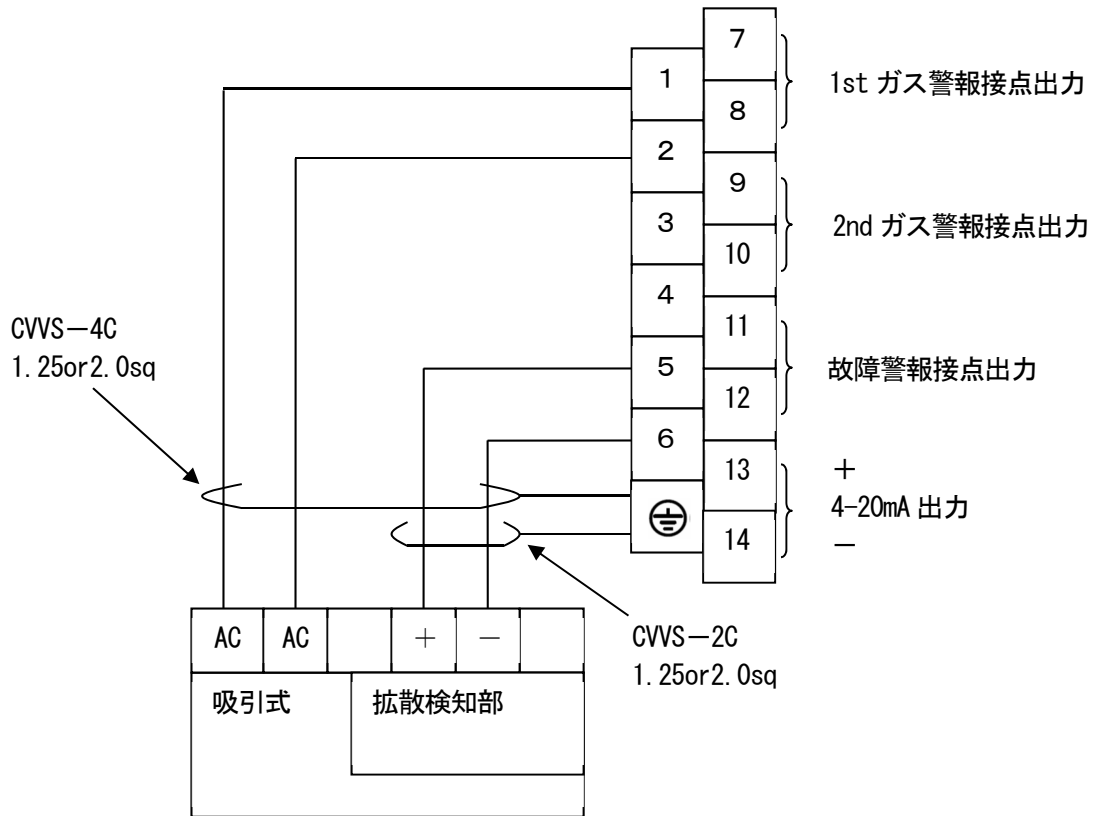 7
1
1st ガス警報接点出力
8
2
9
3
2nd ガス警報接点出力
10
4
11
CVVS－4C
1.25or2.0sq
5
故障警報接点出力
12
6
13
＋
4-20mA 出力
14
－
AC
AC
＋
－
CVVS－2C
1.25or2.0sq
吸引式
拡散検知部